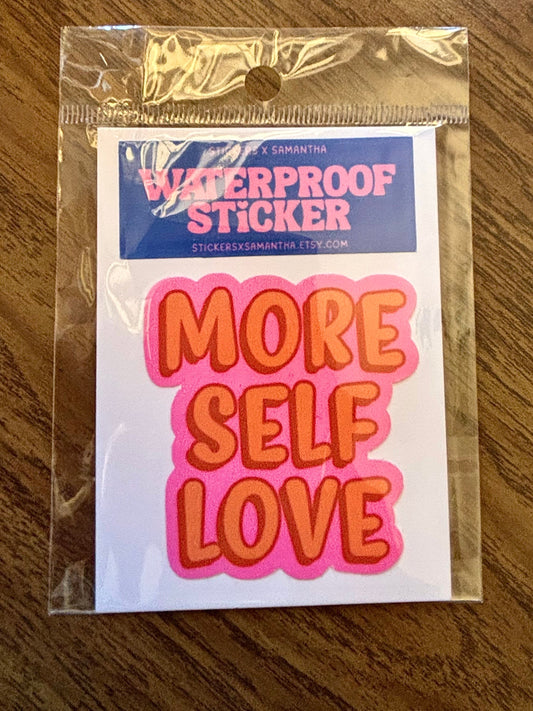 STICKERS X SAMANTHA
WATERPROOF
STiCKER
STICKERSXSAMANTHA.ETSY.COM
MORE
SELF
LOVE